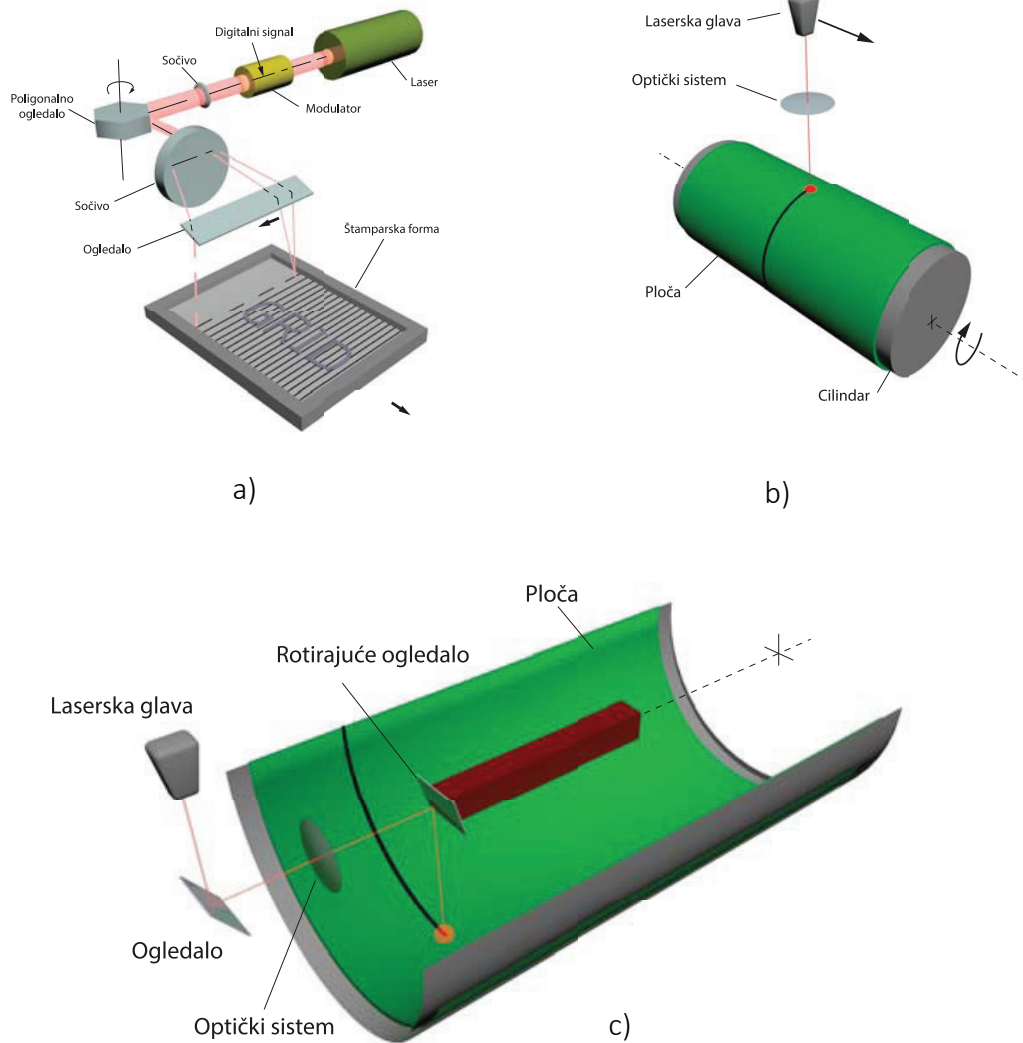 Digitalni signal
Sočivo
Laser
Poligonalno
ogledalo
Modulator
Sočivo
Ogledalo
Štamparska forma
GRID
a)
Laserska glava
Optički sistem
Ploča
Cilindar
b)
Ploča
Rotirajuće ogledalo
Laserska glava
Ogledalo
Optički sistem
c)